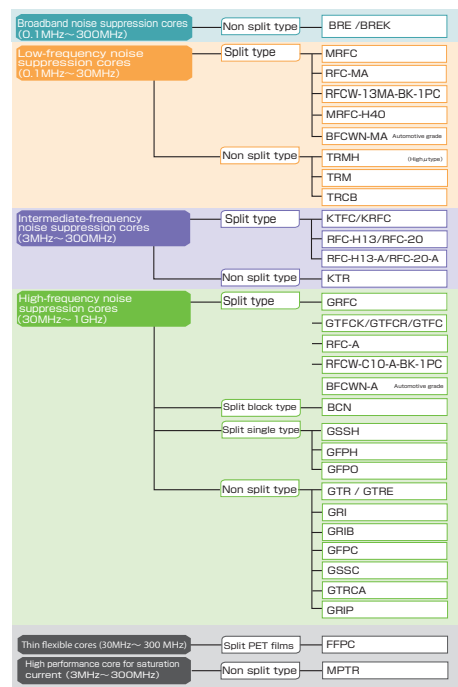 Broadband noise suppression cores
(0.1MHz～300MHz)
Non split type
BRE /BREK
Low-frequency noise
suppression cores
(0.1MHz～30MHz)
Split type
MRFC
RFC-MA
RFCW-13MA-BK-1PC
MRFC-H40
BFCWN-MA Automotive grade
Non split type
TRMH (Highμtype)
TRM
TRCB
Intermediate-frequency
noise suppression cores
(3MHz～300MHz)
Split type
KTFC/KRFC
RFC-H13/RFC-20
RFC-H13-A/RFC-20-A
Non split type
KTR
High-frequency noise
suppression cores
(30MHz～1GHz)
Split type
GRFC
GTFCK/GTFCR/GTFC
RFC-A
RFCW-C10-A-BK-1PC
BFCWN-A Automotive grade
Split block type
BCN
Split single type
GSSH
GFPH
GFPO
Non split type
GTR / GTRE
GRI
GRIB
GFPC
GSSC
GTRCA
GRIP
Thin flexible cores (30MHz～ 300 MHz)
Split PET films
FFPC
High performance core for saturation
current (3MHz～300MHz)
Non split type
MPTR